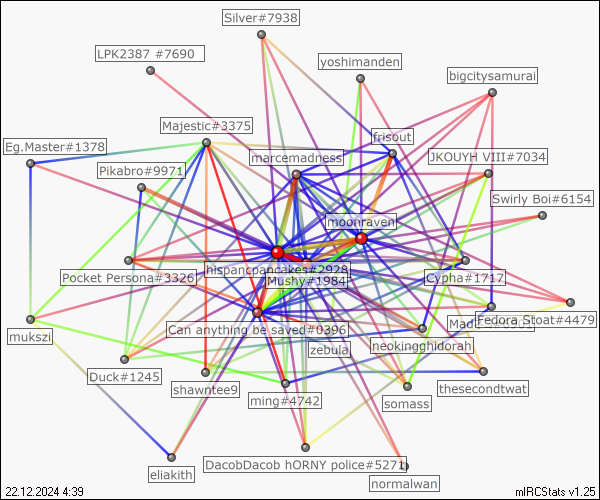 Silver#7938
LPK2387 #7690
yoshimanden
bigcitysamurai
Majestic#3375
frisout
Eg.Master#1378
marcemadness
JKOUYH VIII#7034
Pikabro#9971
Swirly Boi#6154
moonraven
hispancpancakes#2928
Pocket Persona#3326
Mushy#1984
Cypha#1717
Fedora Stoat#4479
Can anything be saved#0396
mukszi
neokingghidorah
zebula
Duck#1245
shawntee9
thesecondtwat
ming#4742
somass
DacobDacob hORNY police#5271
eliakith
normalwan
22.12.2024 4:39
mIRCStats v1.25